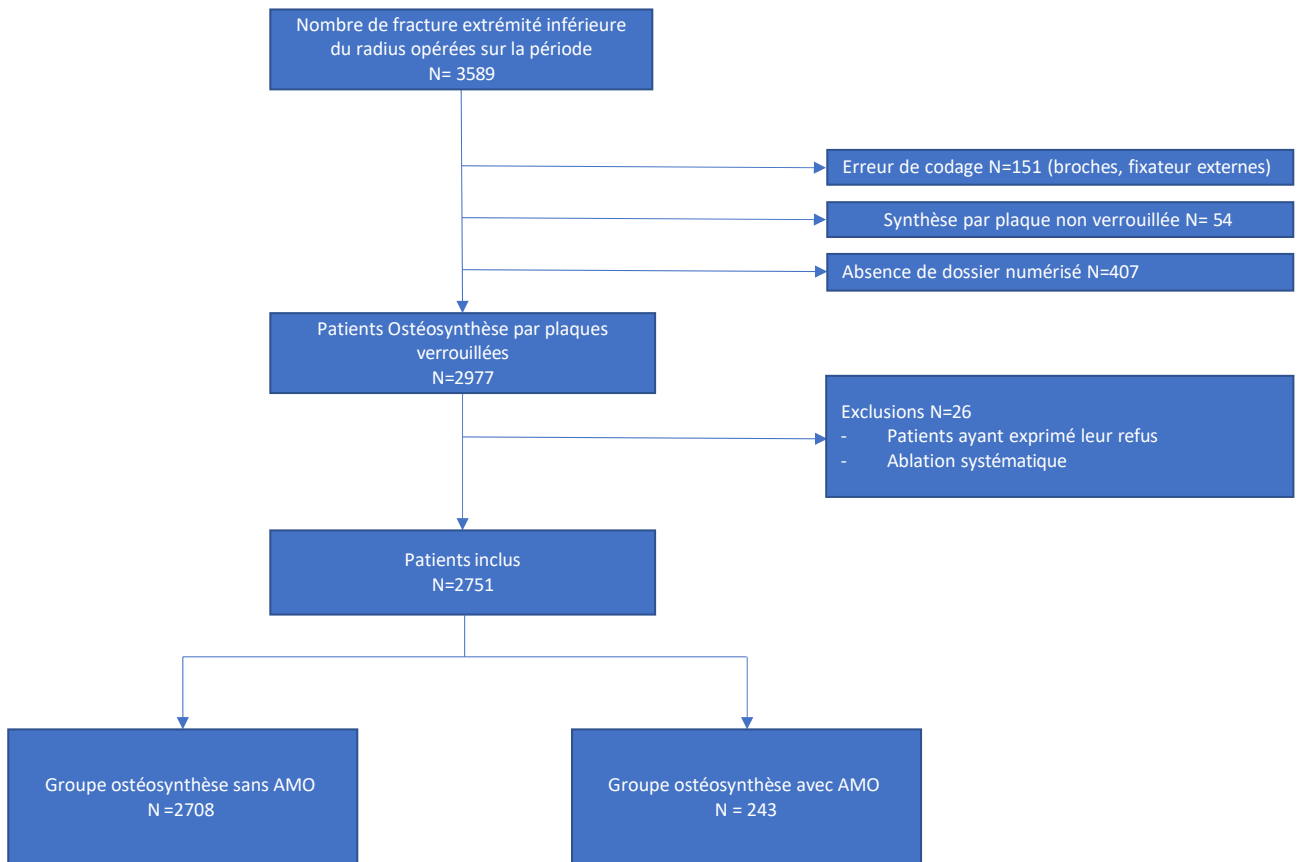 Nombre de fracture extrémité inférieure
du radius opérées sur la période
N= 3589
Erreur de codage N=151 (broches, fixateur externes)
Synthèse par plaque non verrouillée N= 54
Absence de dossier numérisé N=407
Patients Ostéosynthèse par plaques
verrouillées
N=2977
Exclusions N=26
- Patients ayant exprimé leur refus
- Ablation systématique
Patients inclus
N=2751
Groupe ostéosynthèse sans AMO
N =2708
Groupe ostéosynthèse avec AMO
N = 243